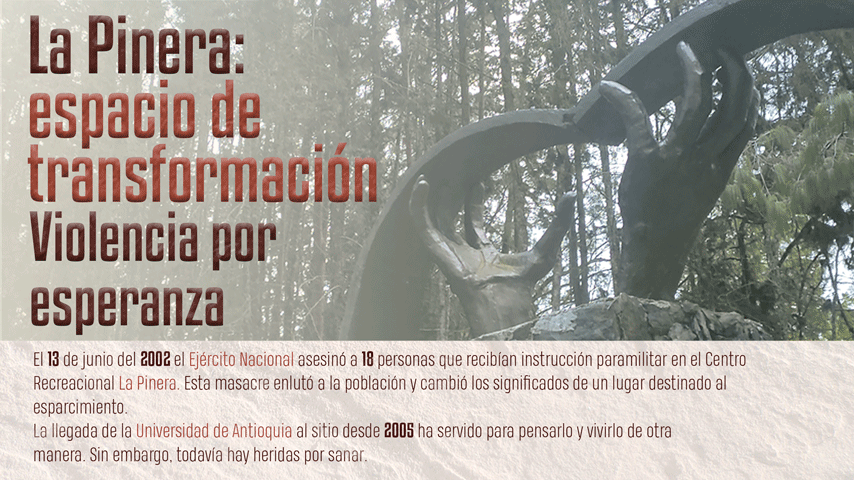 La Pinera:
espacio de
transformación
Violencia por
esperanza
El 13 de junio del 2002 el Ejército Nacional asesinó a 18 personas que recibían instrucción paramilitar en el Centro
Recreacional La Pinera. Esta masacre enlutó a la población y cambió los significados de un lugar destinado al
esparcimiento.
La llegada de la Universidad de Antioquia al sitio desde 2005 ha servido para pensarlo y vivirlo de otra
manera. Sin embargo, todavía hay heridas por sanar.